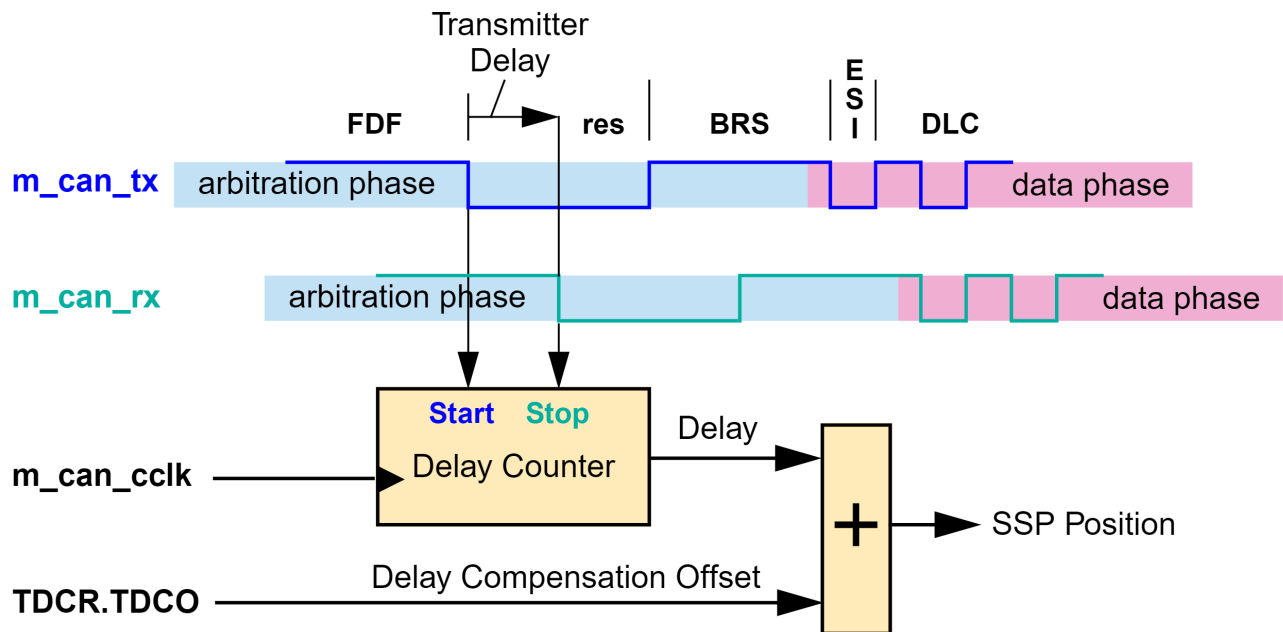 Transmitter
Delay
E
S
I
FDF
res
BRS
DLC
m_can_tx
arbitration phase
data phase
m_can_rx
arbitration phase
data phase
Start
Stop
Delay
m_can_cclk
Delay Counter
+
SSP Position
Delay Compensation Offset
TDCR.TDCO